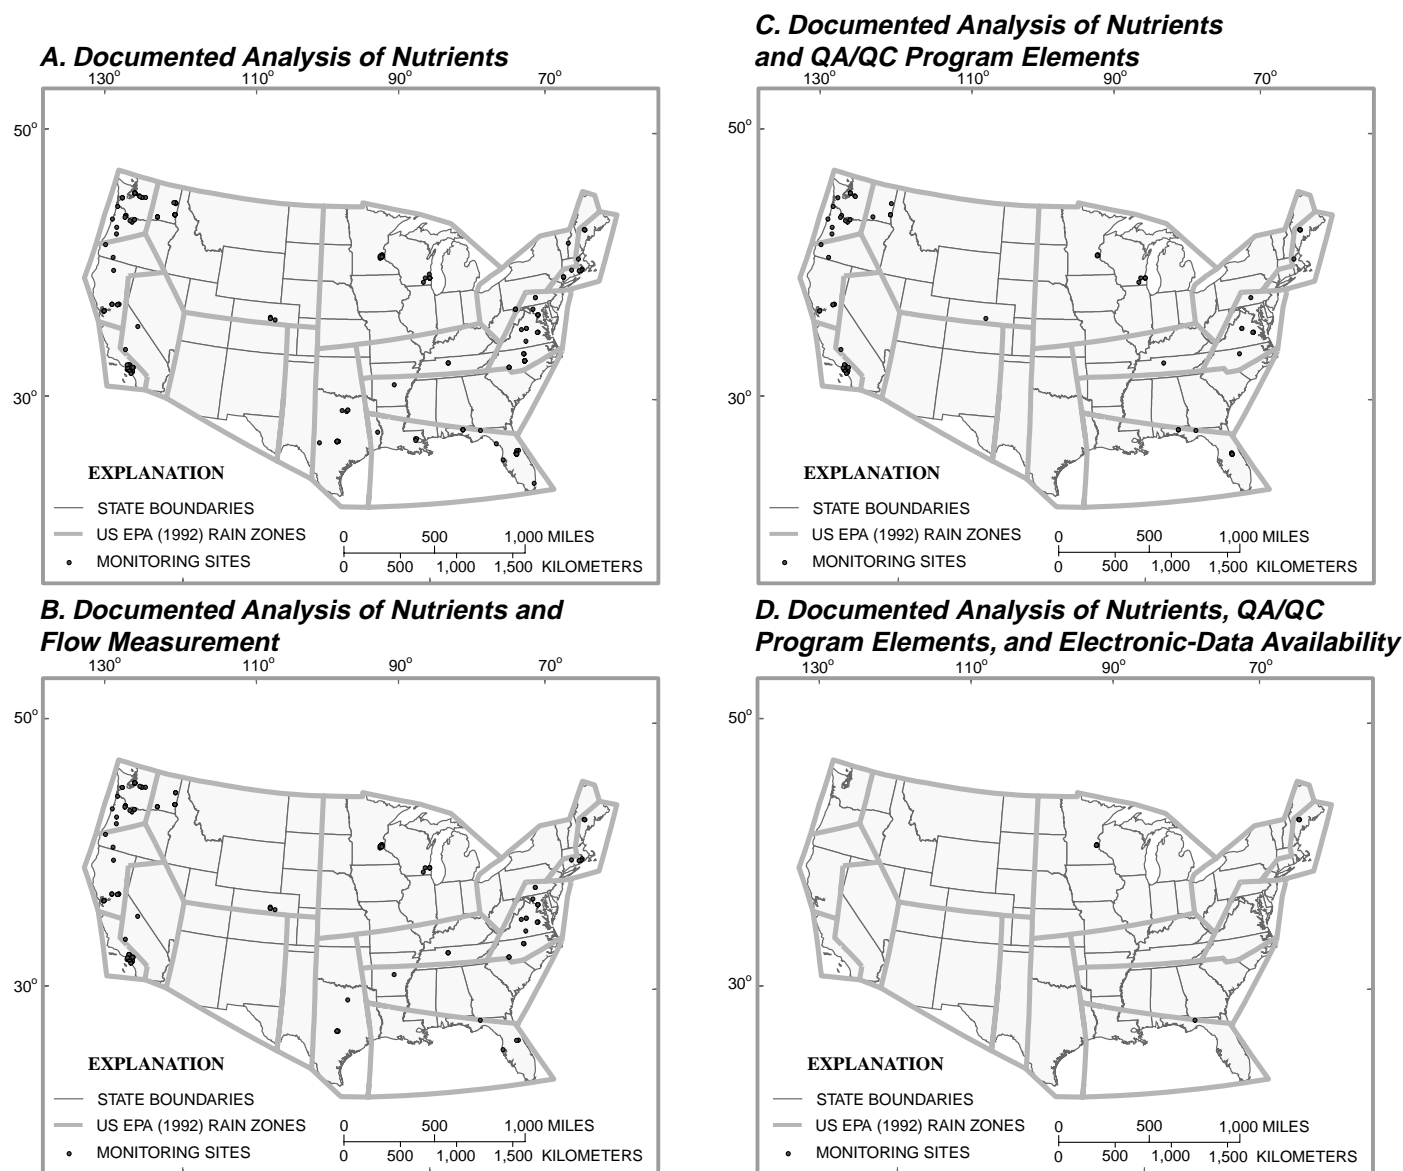 A. Documented Analysis of Nutrients
130° 110° 90° 70°
50°
30°
EXPLANATION
STATE BOUNDARIES
US EPA (1992) RAIN ZONES
MONITORING SITES
0 500 1,000 MILES
0 500 1,000 1,500 KILOMETERS
C. Documented Analysis of Nutrients
and QA/QC Program Elements
130° 110° 90° 70°
50°
30°
EXPLANATION
STATE BOUNDARIES
US EPA (1992) RAIN ZONES
MONITORING SITES
0 500 1,000 MILES
0 500 1,000 1,500 KILOMETERS
B. Documented Analysis of Nutrients and
Flow Measurement
130° 110° 90° 70°
50°
30°
EXPLANATION
STATE BOUNDARIES
US EPA (1992) RAIN ZONES
MONITORING SITES
0 500 1,000 MILES
0 500 1,000 1,500 KILOMETERS
D. Documented Analysis of Nutrients, QA/QC
Program Elements, and Electronic-Data Availability
130° 110° 90° 70°
50°
30°
EXPLANATION
STATE BOUNDARIES
US EPA (1992) RAIN ZONES
MONITORING SITES
0 500 1,000 MILES
0 500 1,000 1,500 KILOMETERS